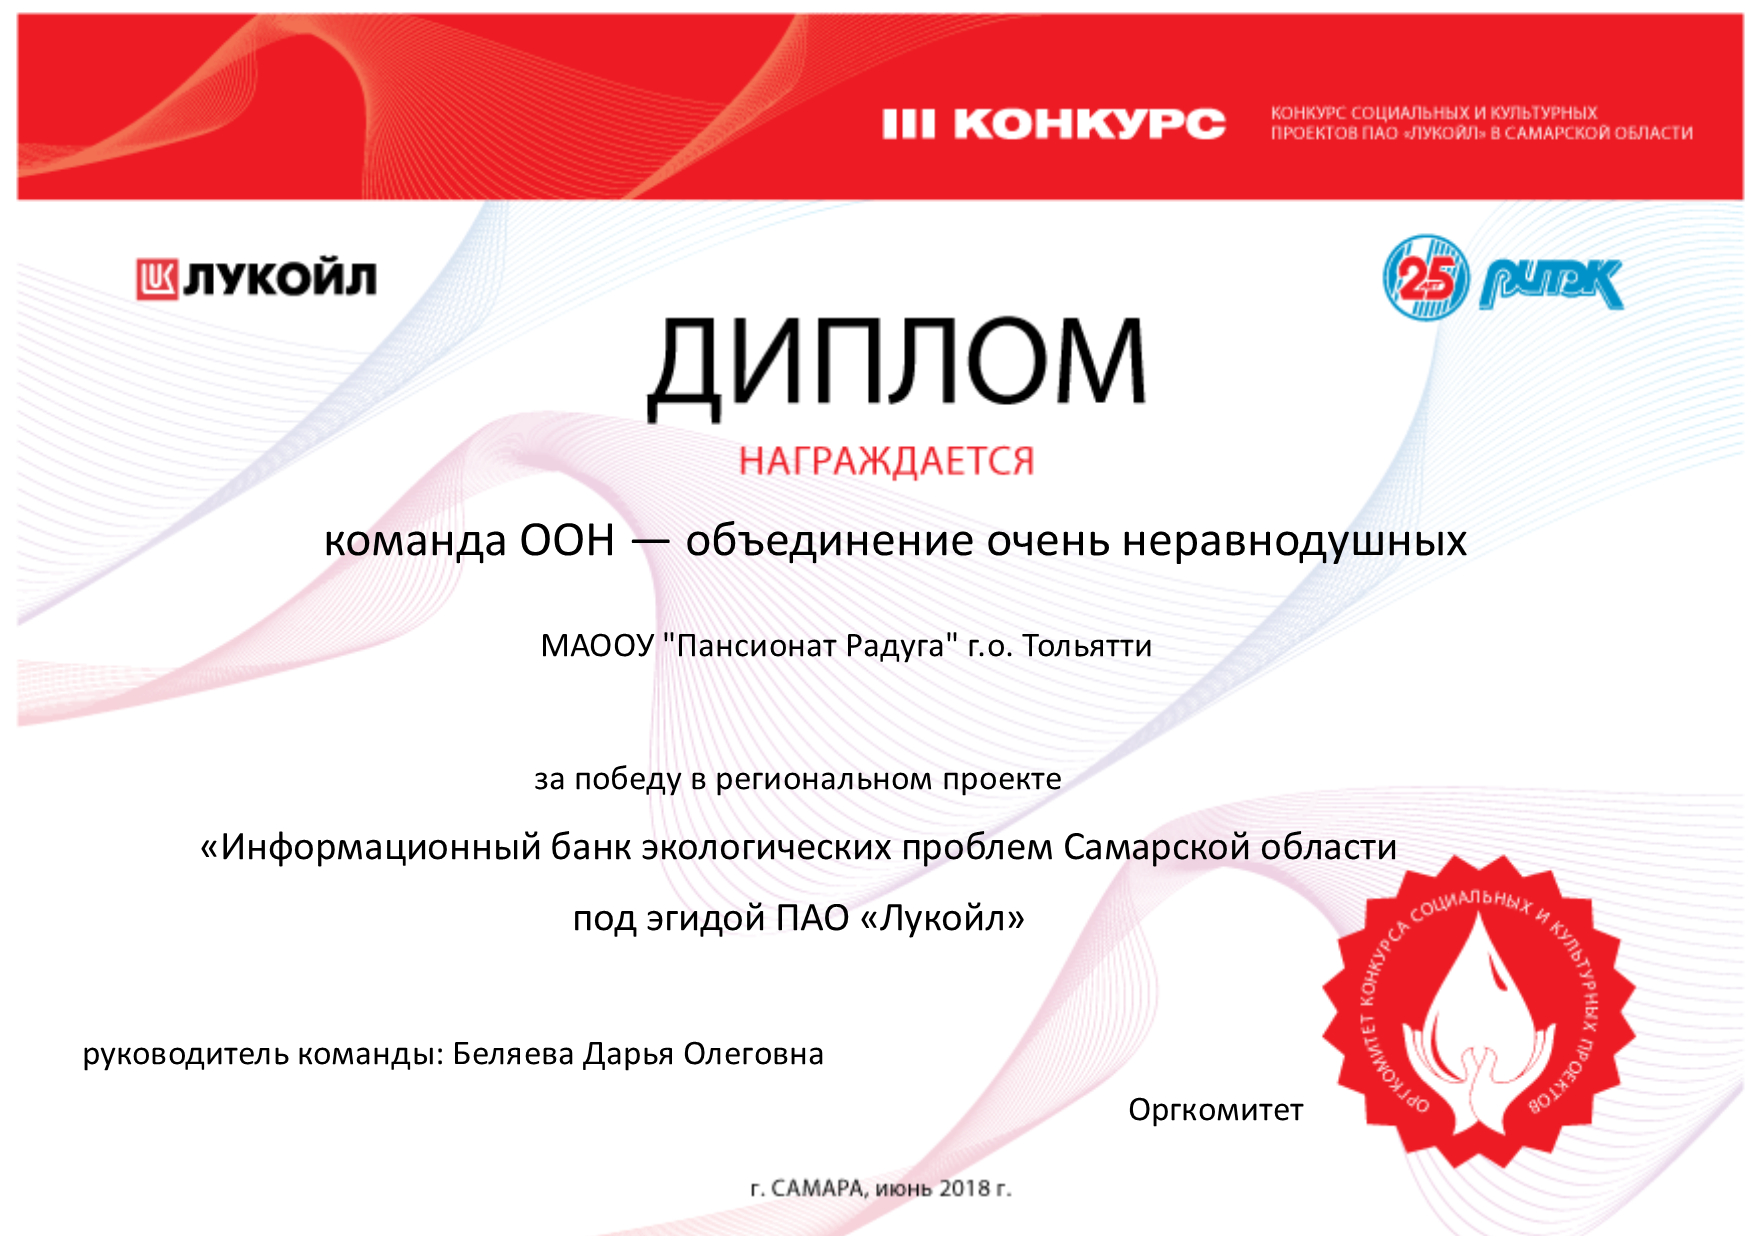 III КОНКУРС
КОНКУРС СОЦИАЛЬНЫХ И КУЛЬТУРНЫХ
ПРОЕКТОВ ПАО «ЛУКОЙЛ» В САМАРСКОЙ ОБЛАСТИ
ЛУКОЙЛ
25 лет РИТЭК
ДИПЛОМ
НАГРАЖДАЕТСЯ
команда ООН — объединение очень неравнодушных
МАООУ "Пансионат Радуга" г.о. Тольятти
за победу в региональном проекте
«Информационный банк экологических проблем Самарской области
под эгидой ПАО «Лукойл»
ОРГКОМИТЕТ КОНКУРСА СОЦИАЛЬНЫХ И КУЛЬТУРНЫХ ПРОЕКТОВ
руководитель команды: Беляева Дарья Олеговна
Оргкомитет
г. САМАРА, июнь 2018 г.